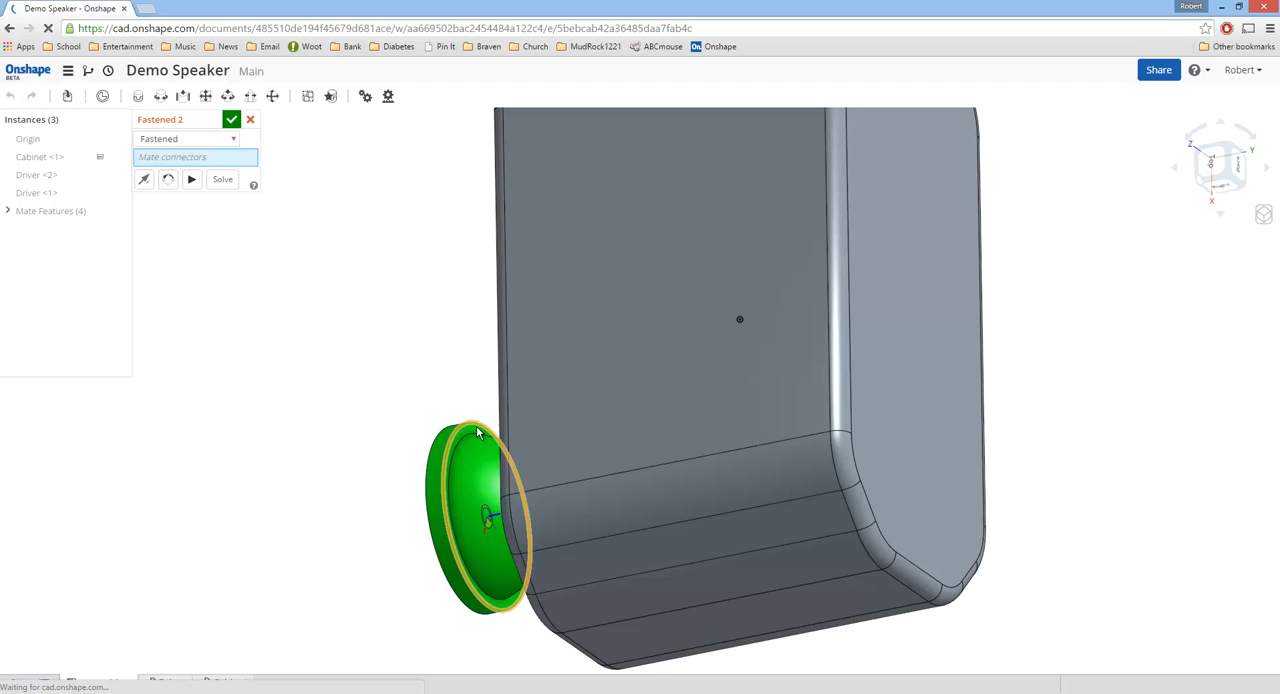 Demo Speaker - Onshape
Robert
https://cad.onshape.com/documents/485510de194f45679d681ace/w/aa669502bac2454484a122c4/e/5bebcab42a36485daa7fab4c
Apps School Entertainment Music News Email Woot Bank Diabetes Pin It Braven Church MudRock1221 ABCmouse On Onshape Other bookmarks
Onshape BETA Demo Speaker Main Share Robert
Instances (3)
Fastened 2
Origin
Fastened
Cabinet <1>
Mate connectors
Driver <2>
Solve
Driver <1>
Mate Features (4)
Z
Y
Top
X
Waiting for cad.onshape.com...